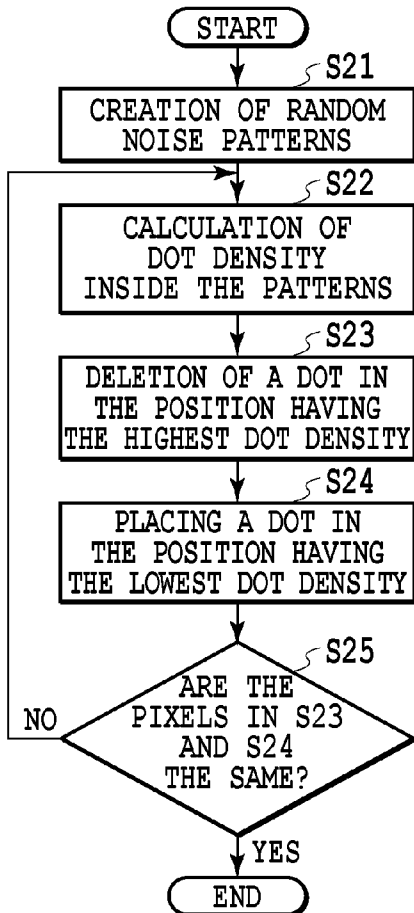 START
S21
CREATION OF RANDOM
NOISE PATTERNS
S22
CALCULATION OF
DOT DENSITY
INSIDE THE PATTERNS
S23
DELETION OF A DOT IN
THE POSITION HAVING
THE HIGHEST DOT DENSITY
S24
PLACING A DOT IN
THE POSITION HAVING
THE LOWEST DOT DENSITY
S25
ARE THE
PIXELS IN S23
AND S24
THE SAME?
NO
YES
END